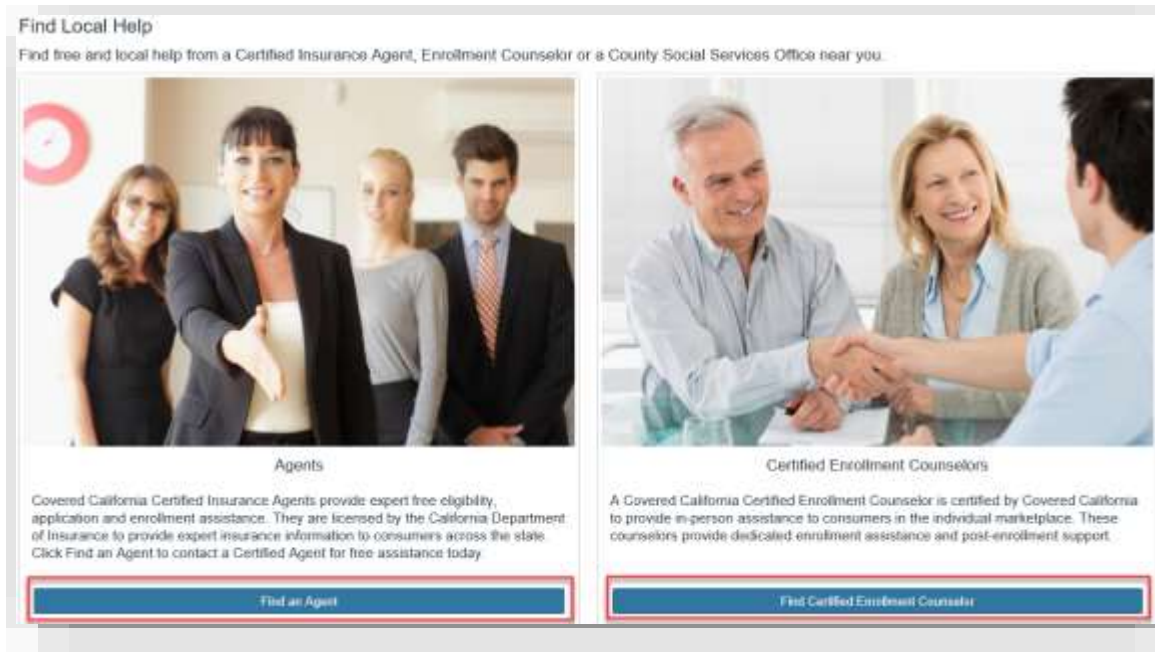 Find Local Help
Find free and local help from a Certified Insurance Agent, Enrollment Counselor or a County Social Services Office near you.
Agents
Covered California Certified Insurance Agents provide expert free eligibility,
application and enrollment assistance. They are licensed by the California Department
of Insurance to provide expert insurance information to consumers across the state.
Click Find an Agent to contact a Certified Agent for free assistance today.
Find an Agent
Certified Enrollment Counselors
A Covered California Certified Enrollment Counselor is certified by Covered California
to provide in-person assistance to consumers in the individual marketplace. These
counselors provide dedicated enrollment assistance and post-enrollment support.
Find Certified Enrollment Counselor